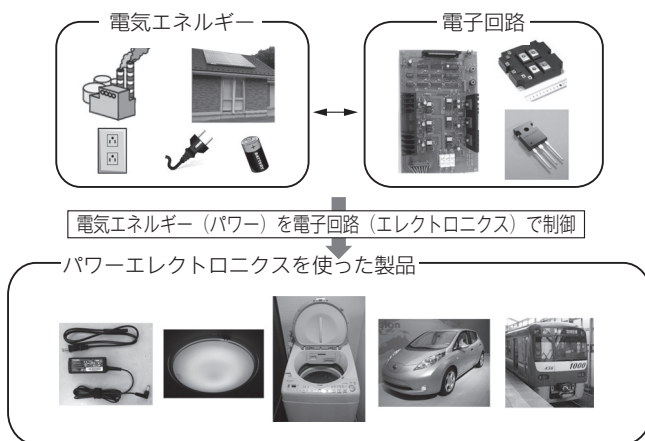 電気エネルギー
電子回路
BATTERY
電気エネルギー（パワー）を電子回路（エレクトロニクス）で制御
パワーエレクトロニクスを使った製品
1000